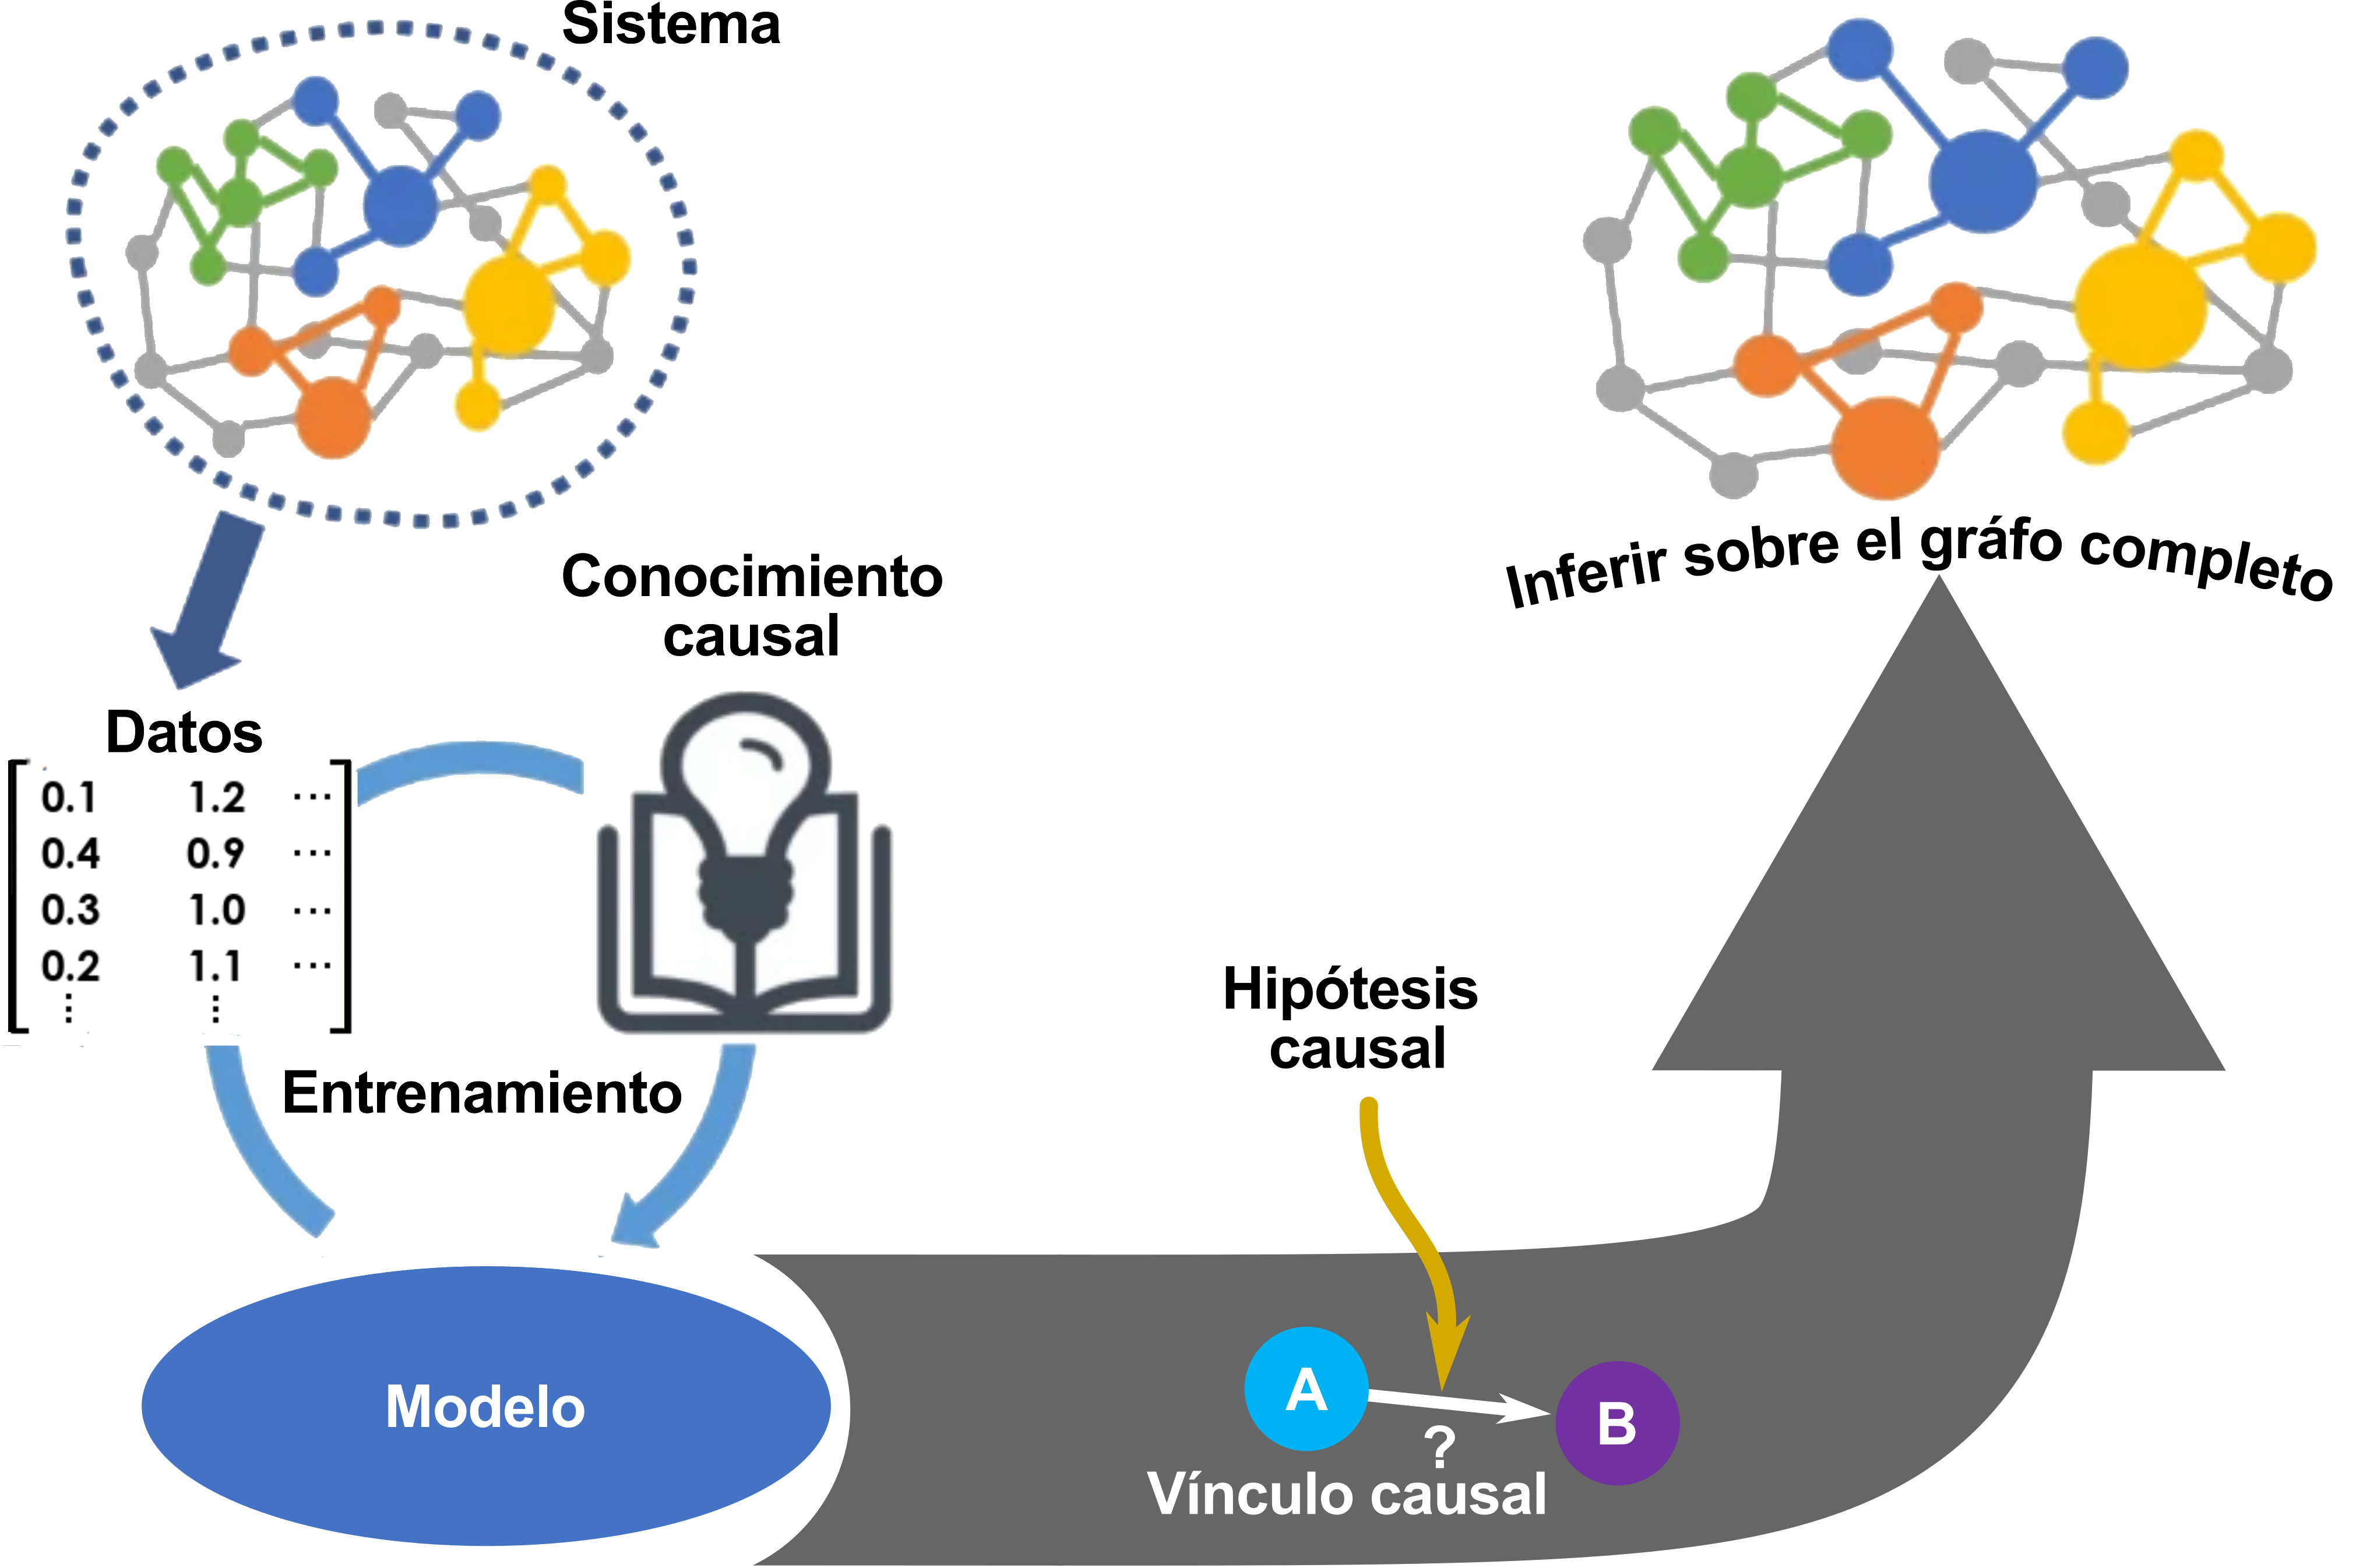 Sistema
Inferir sobre el gráfo completo
Conocimiento
causal
Datos
0.1 1.2 ...
0.4 0.9 ...
0.3 1.0 ...
0.2 1.1 ...
⋮ ⋮
Entrenamiento
Hipótesis
causal
Modelo
A
B
?
Vínculo causal